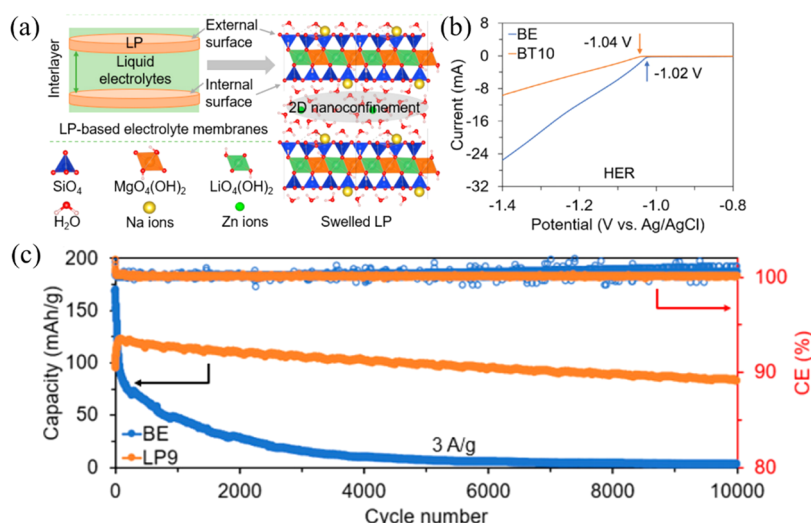 (a)
External
surface
LP
Interlayer
Liquid
electrolytes
Internal
surface
2D nanoconfinement
LP-based electrolyte membranes
SiO4
MgO4(OH)2
LiO4(OH)2
H2O
Na ions
Zn ions
Swelled LP
(b)
BE
BT10
-1.04 V
-1.02 V
HER
Current (mA)
8
0
-8
-16
-24
-32
-1.4 -1.2 -1.0 -0.8
Potential (V vs. Ag/AgCl)
(c)
Capacity (mAh/g)
200
150
100
50
0
BE
LP9
3 A/g
100
90
80
CE (%)
0 2000 4000 6000 8000 10000
Cycle number